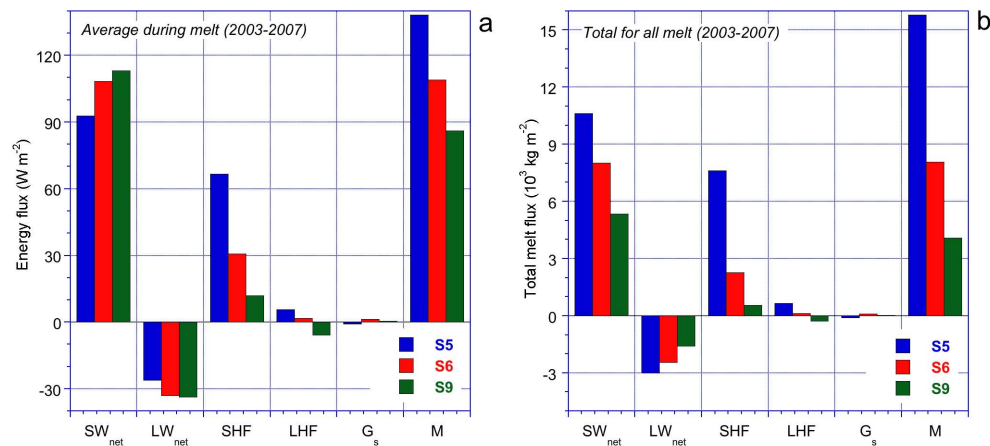 Average during melt (2003-2007)
a
Energy flux (W m-2)
120
90
60
30
0
-30
S5
S6
S9
SWnet
LWnet
SHF
LHF
Gs
M
Total for all melt (2003-2007)
b
Total melt flux (10³ kg m-2)
15
12
9
6
3
0
-3
S5
S6
S9
SWnet
LWnet
SHF
LHF
Gs
M